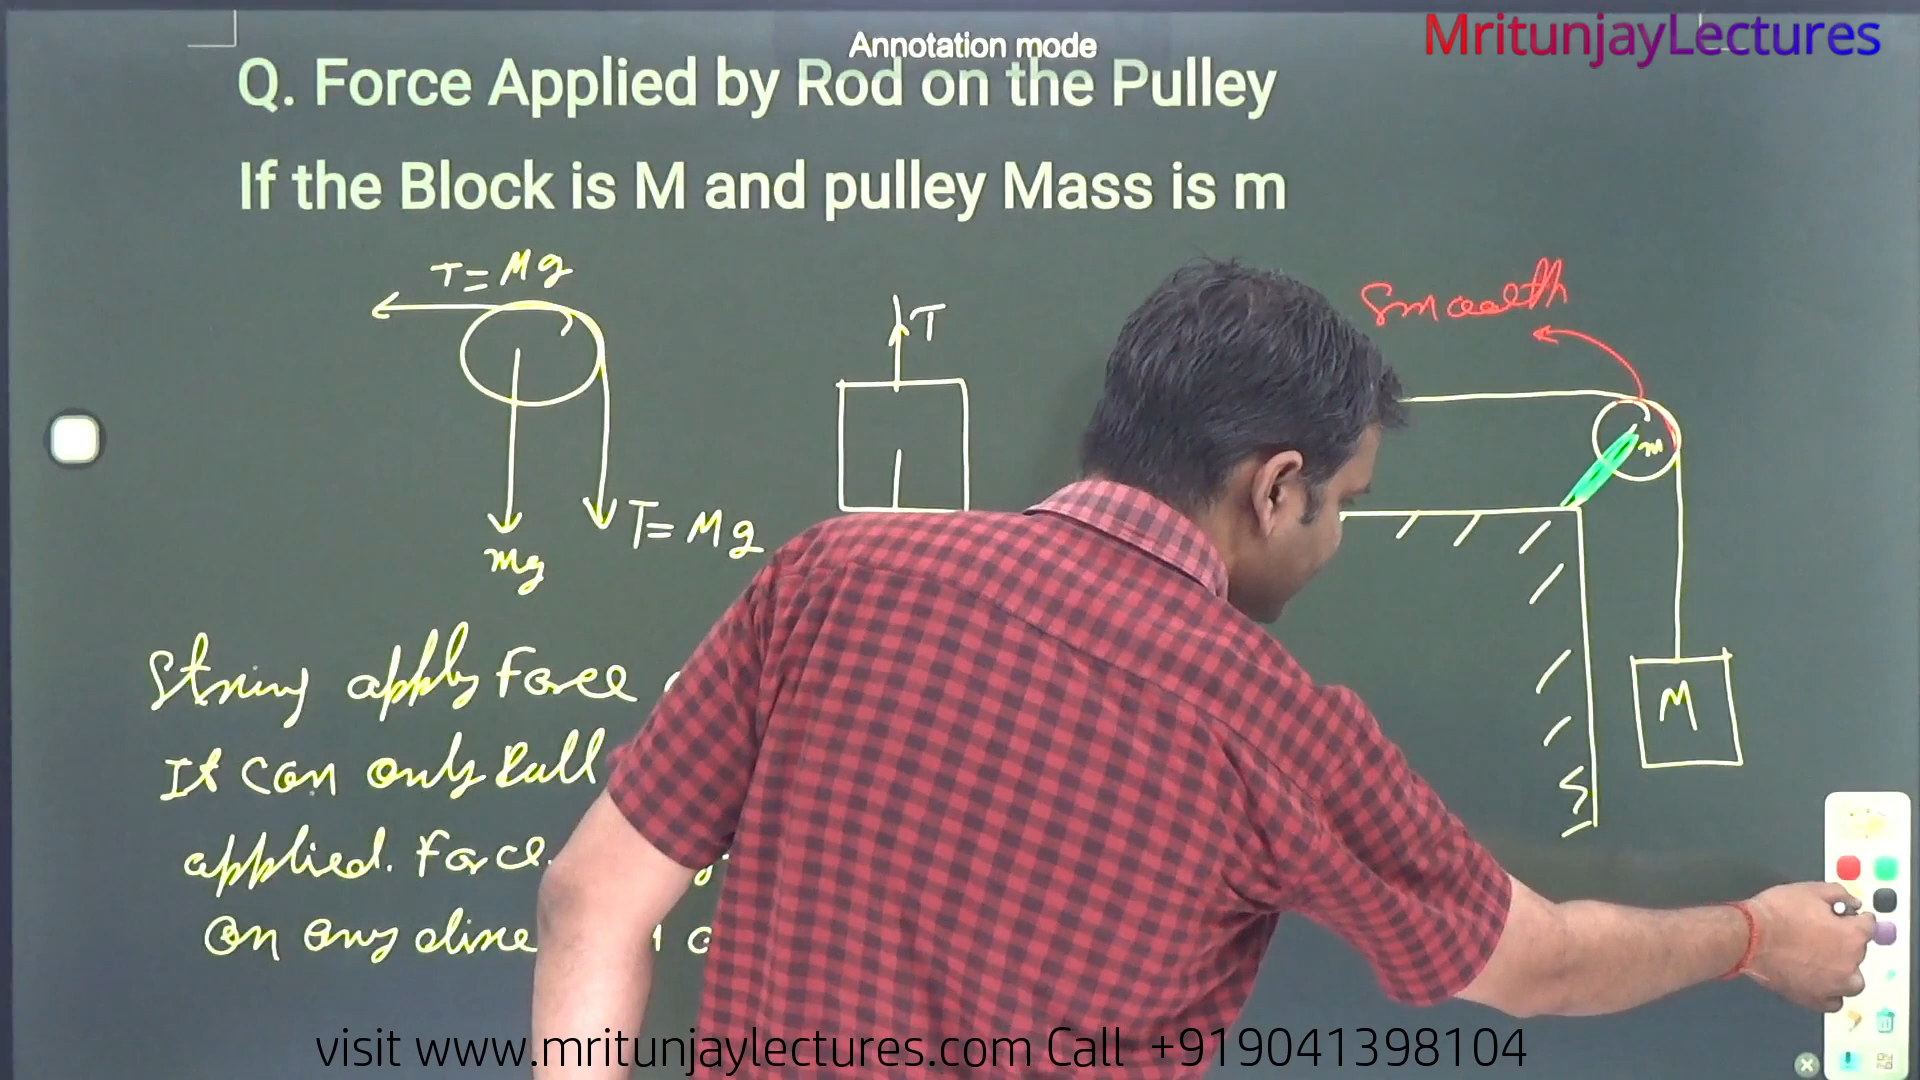 MritunjayLectures
Annotation mode
Q. Force Applied by Rod on the Pulley
If the Block is M and pulley Mass is m
T = Mg
T
Smooth
m
T = Mg
mg
String apply Force
It can only Pull
M
applied. Force.
on any dire
visit www.mritunjaylectures.com Call +919041398104